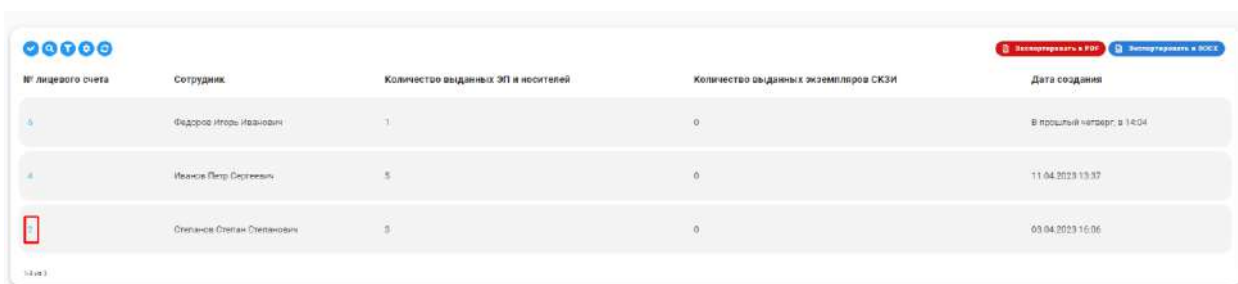 Экспортировать в PDF Экспортировать в DOCX
№ лицевого счета Сотрудник Количество выданных ЭП и носителей Количество выданных экземпляров СКЗИ Дата создания
Федоров Игорь Иванович 1 0 В прошлый четверг, в 14:04
4 Иванов Петр Сергеевич 5 0 11.04.2023 13:37
Степанов Степан Степанович 0 03.04.2023 16:06